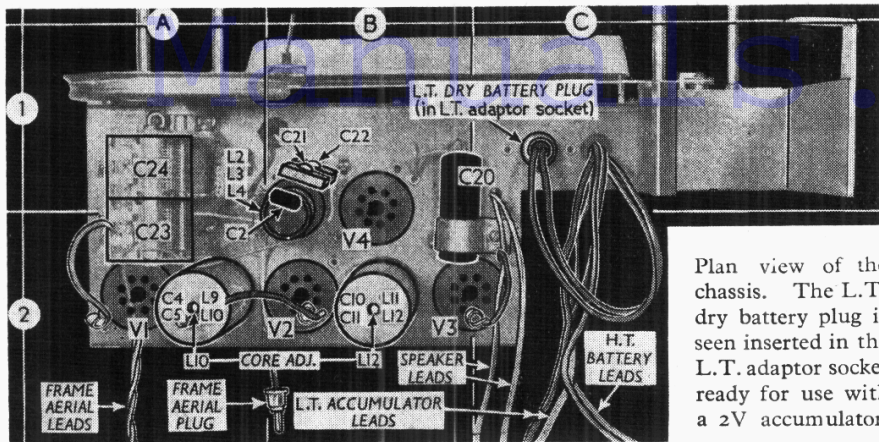 A
B
C
1
2
Manuals.
L.T. DRY BATTERY PLUG
(in L.T. adaptor socket)
C21
C22
L2
L3
L4
C24
C20
C2
C23
V4
C4
L9
C5
L10
C10
L11
C11
L12
V1
V2
V3
L10
CORE ADJ.
L12
SPEAKER
LEADS
H.T.
BATTERY
LEADS
FRAME
AERIAL
LEADS
FRAME
AERIAL
PLUG
L.T. ACCUMULATOR
LEADS
Plan view of the
chassis. The L.T.
dry battery plug i
seen inserted in th
L.T. adaptor socke
ready for use with
a 2V accumulator